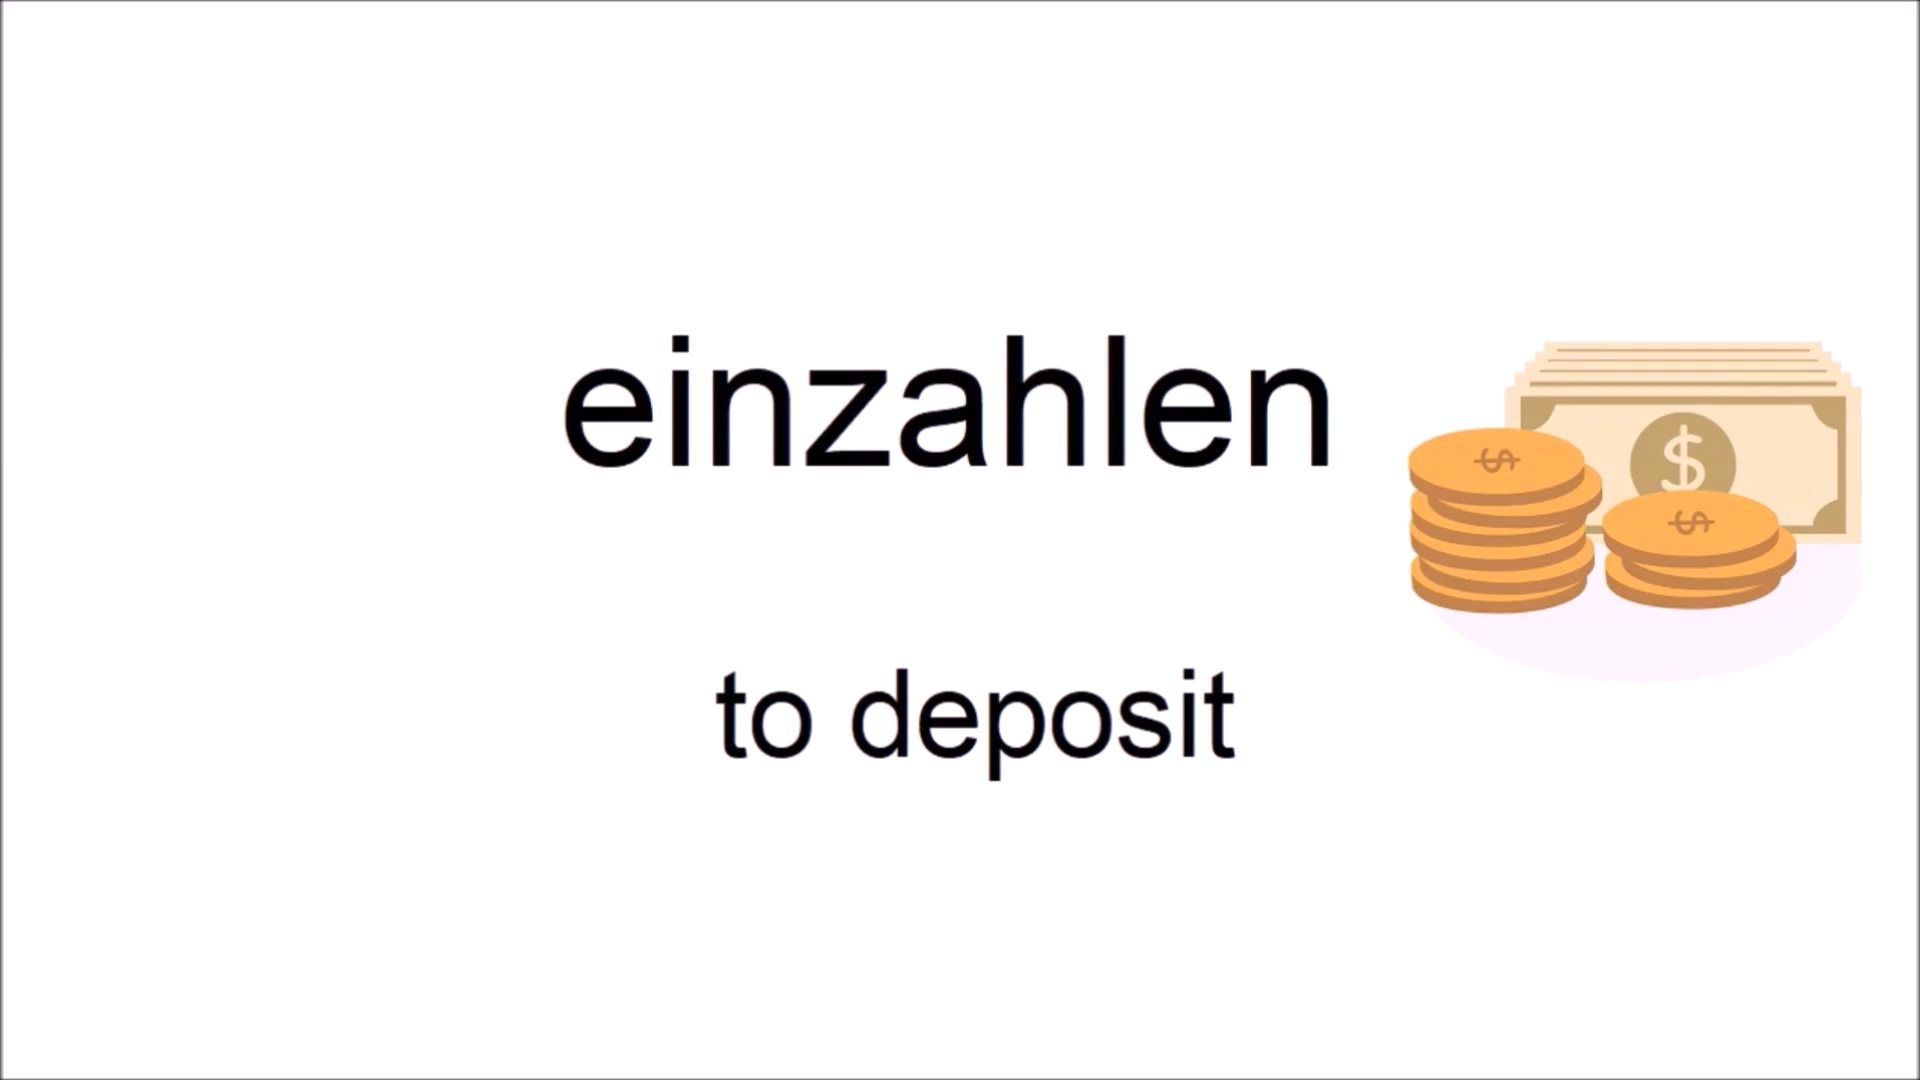 einzahlen
$
$
$
to deposit